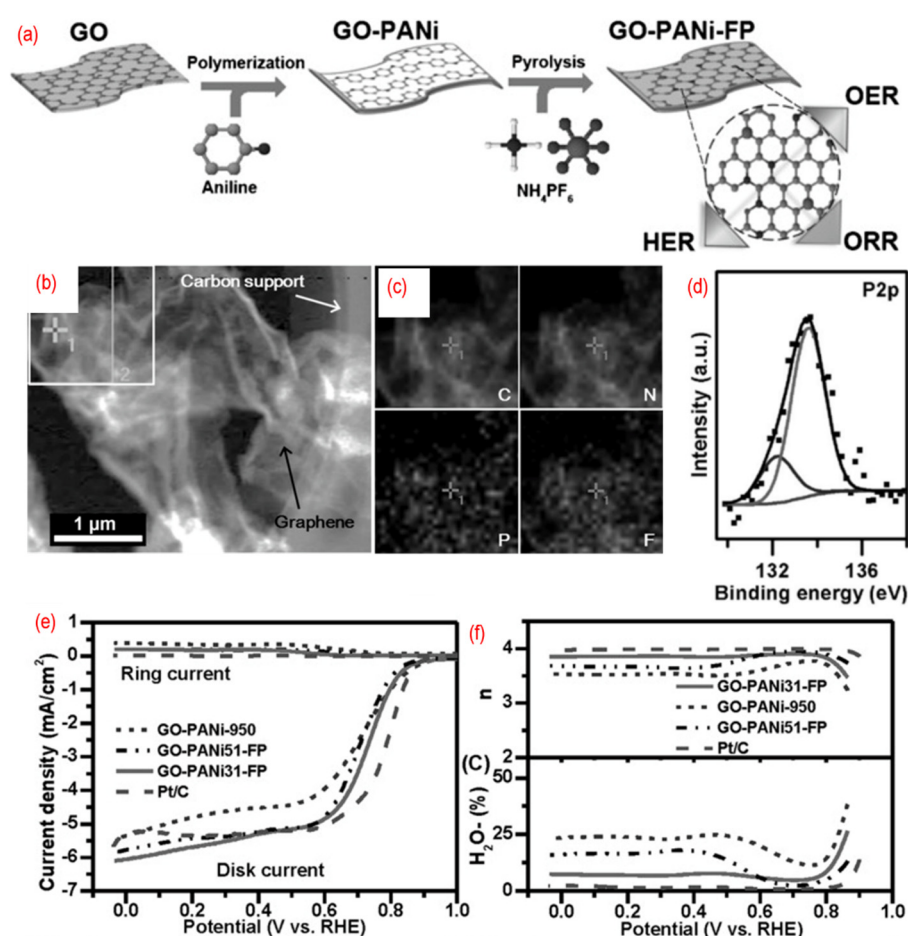 (a)
GO
GO-PANi
GO-PANi-FP
Polymerization
Pyrolysis
Aniline
NH₄PF₆
OER
HER
ORR
(b)
Carbon support
1
2
Graphene
1 µm
(c)
1
C
1
N
1
P
1
F
(d)
P2p
Intensity (a.u.)
132
136
Binding energy (eV)
(e)
1
0
-1
-2
-3
-4
-5
-6
-7
Current density (mA/cm²)
Ring current
GO-PANi-950
GO-PANi51-FP
GO-PANi31-FP
Pt/C
Disk current
0.0
0.2
0.4
0.6
0.8
1.0
Potential (V vs. RHE)
(f)
4
3
2
n
GO-PANi31-FP
GO-PANi-950
GO-PANi51-FP
Pt/C
(C)
50
25
0
H₂O- (%)
0.0
0.2
0.4
0.6
0.8
1.0
Potential (V vs. RHE)